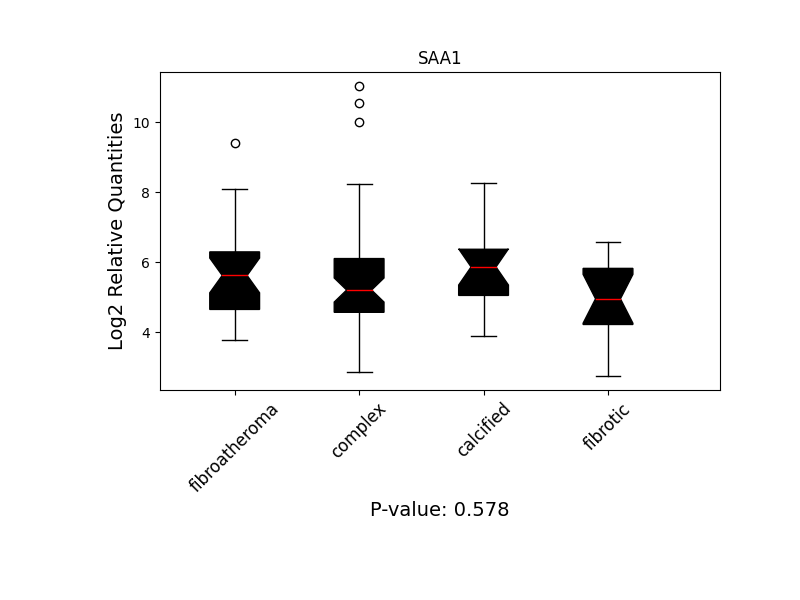 SAA1
Log2 Relative Quantities
10
8
6
4
fibroatheroma
complex
calcified
fibrotic
P-value: 0.578